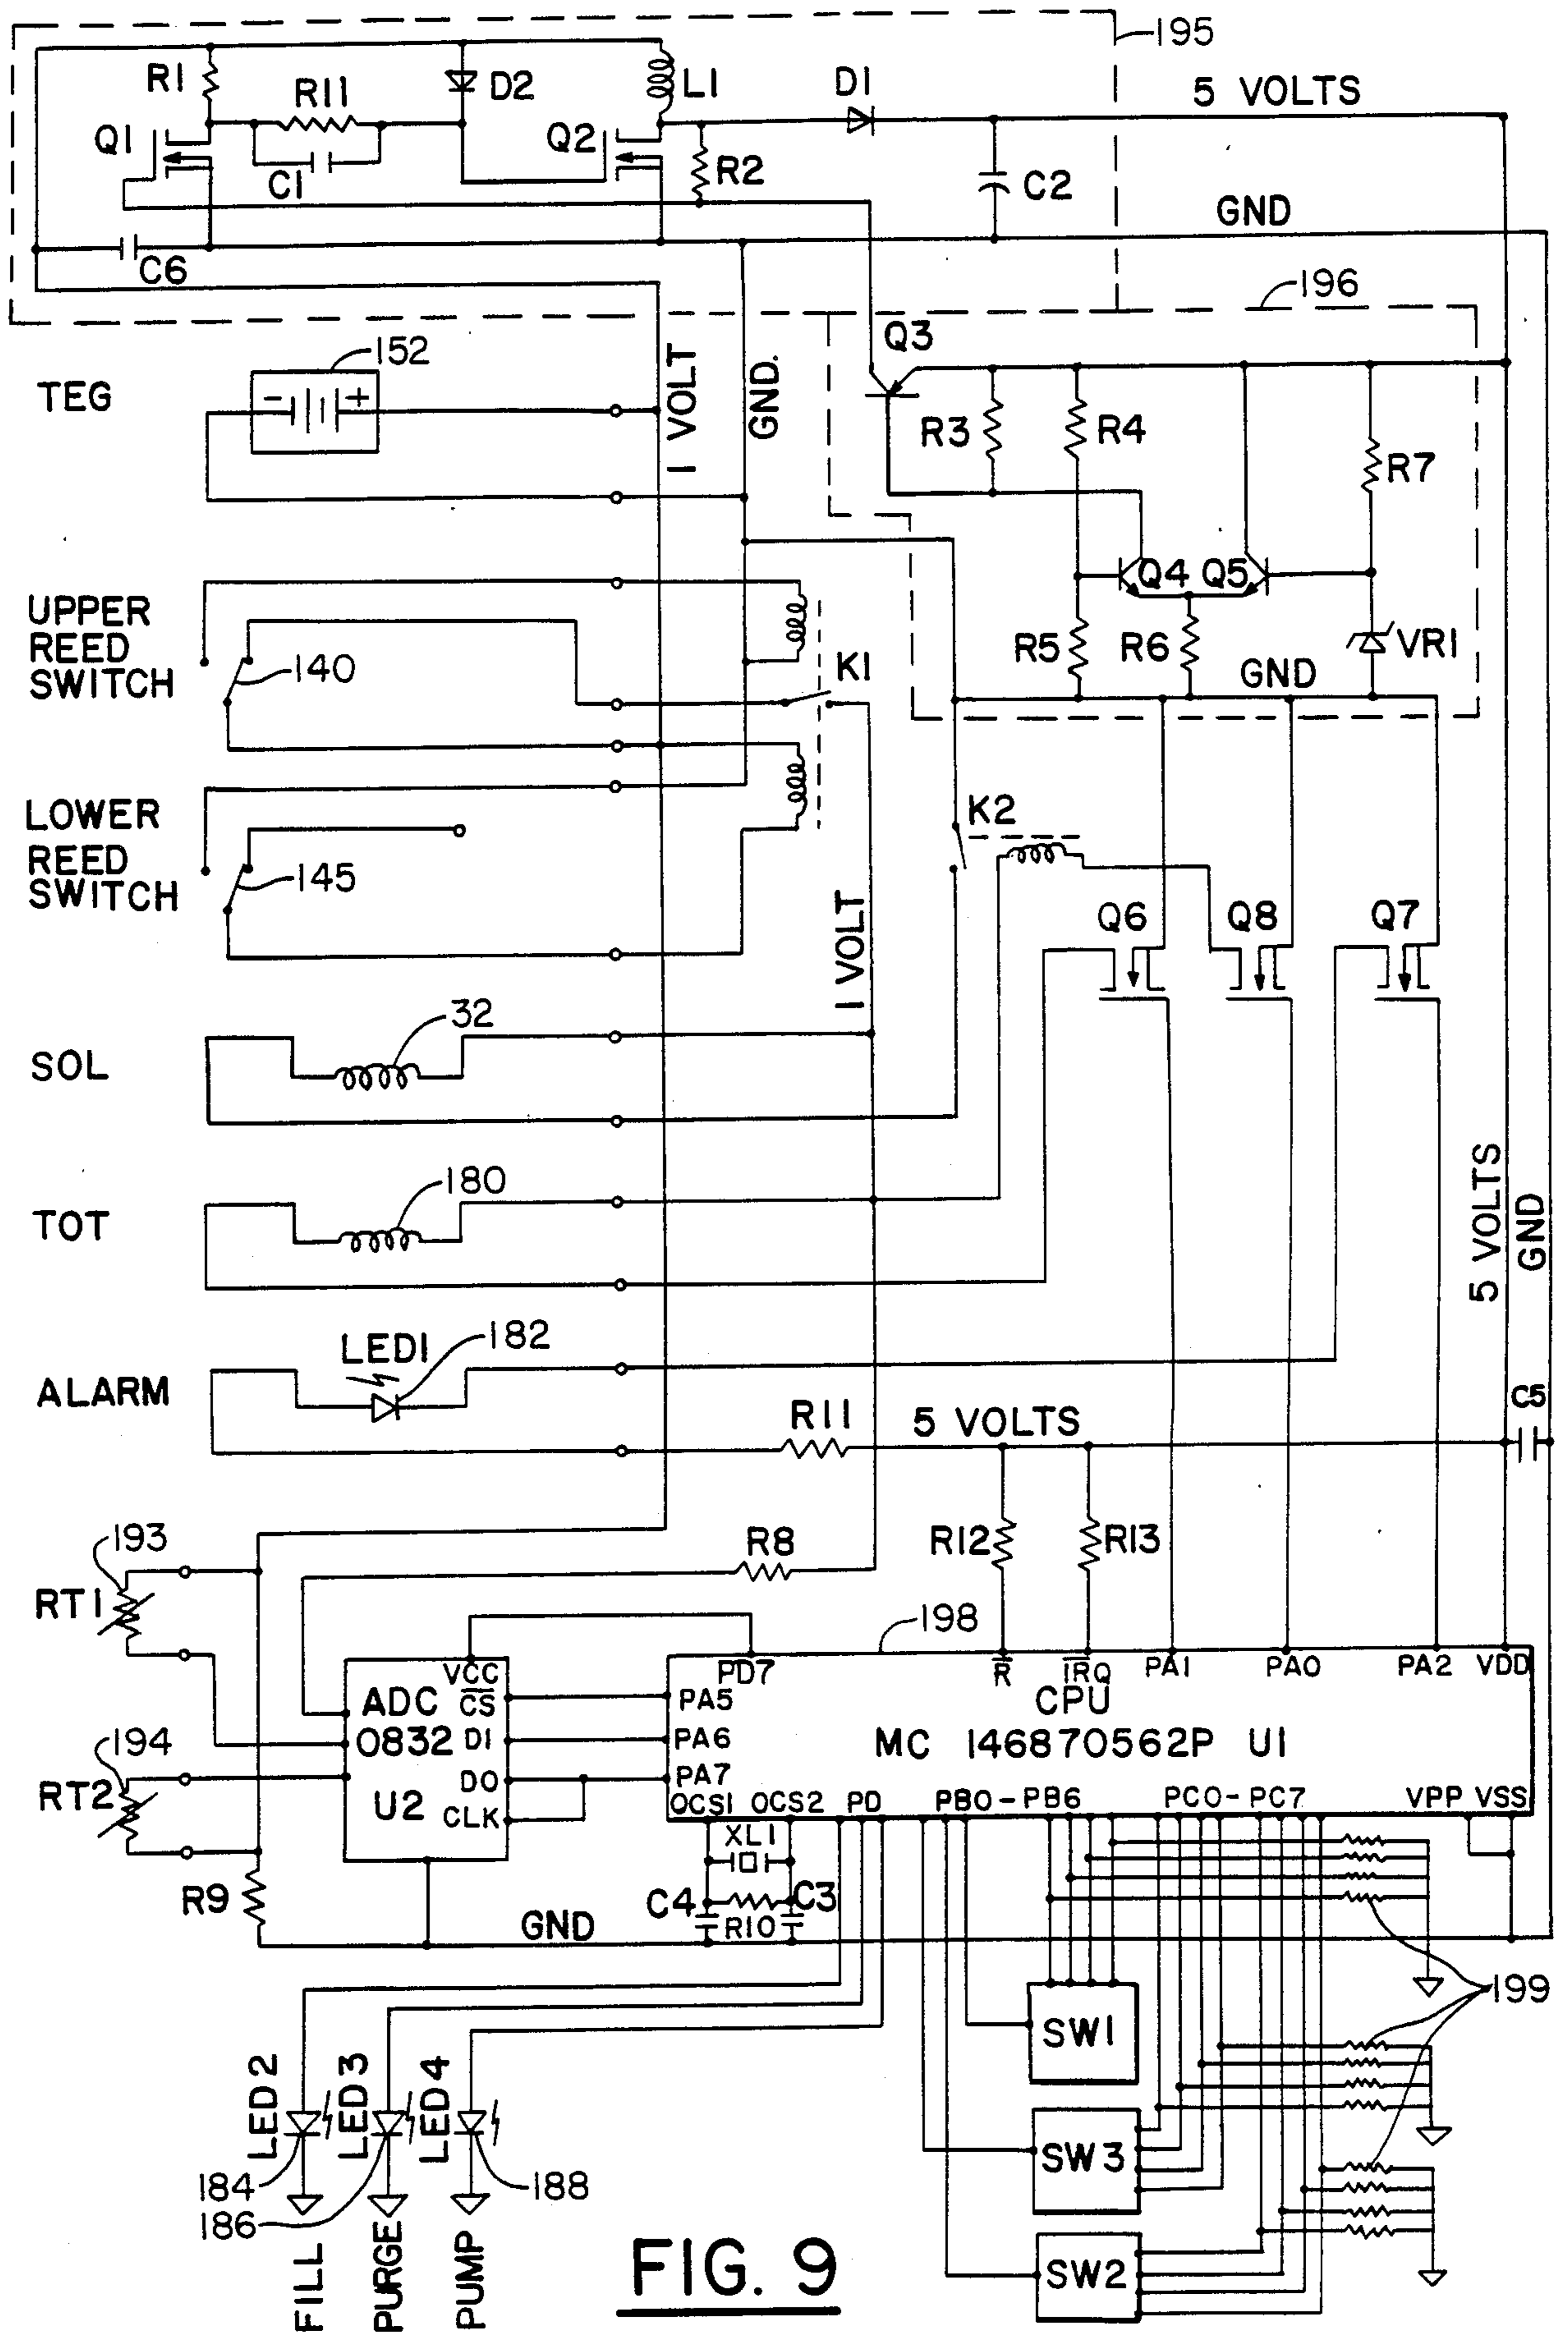 195
R1
R11
D2
L1
D1
5 VOLTS
Q1
C1
Q2
R2
C2
GND
C6
196
Q3
152
TEG
- +
1 VOLT
GND.
R3
R4
R7
UPPER
REED
SWITCH
140
K1
Q4
Q5
R5
R6
VR1
GND
LOWER
REED
SWITCH
145
K2
1 VOLT
Q6
Q8
Q7
32
SOL
180
TOT
5 VOLTS
GND
LED1
182
ALARM
R11
5 VOLTS
C5
193
RT1
R8
R12
R13
198
VCC
PD7
R
IRQ
PA1
PA0
PA2
VDD
ADC
CS
PA5
CPU
194
0832
DI
PA6
MC 146870562P U1
RT2
U2
DO
PA7
CLK
OCS1
OCS2
PD
PB0-PB6
PC0-PC7
VPP
VSS
XL1
R9
C4
C3
R10
GND
199
SW1
LED2
LED3
LED4
SW3
184
186
188
SW2
FILL
PURGE
PUMP
FIG. 9